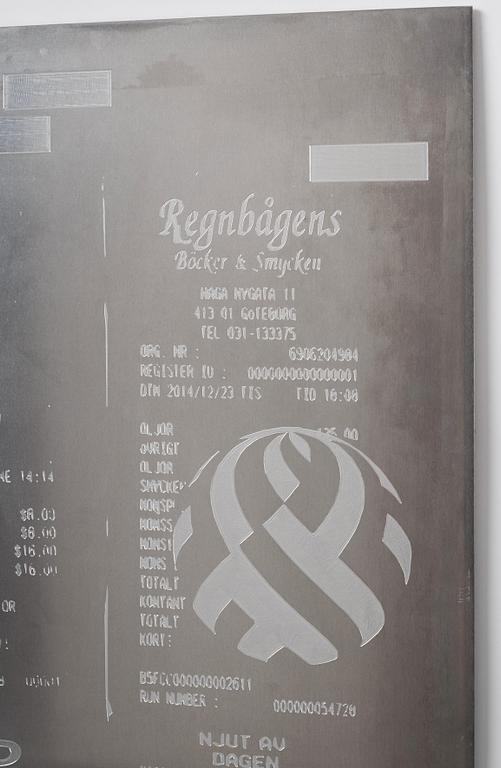 Regnbågens
Böcker & Smycken
HAGA NYGATA 11
413 01 GÖTEBORG
TEL 031-133375
ORG. NR : 6906204904
REGISTER ID : 0000000000000001
DTM 2014/12/23 TIS TID 16:08
OLJOR
ÖVRIGT
OLJOR
NE 14:14
$8.00
$8.00
$16.00
$16.00
OR
TOTALT
KONTANT
TOTALT
KORT:
BSFCC000000002611
RUN NUMBER : 000000054720
NJUT AV
DAGEN